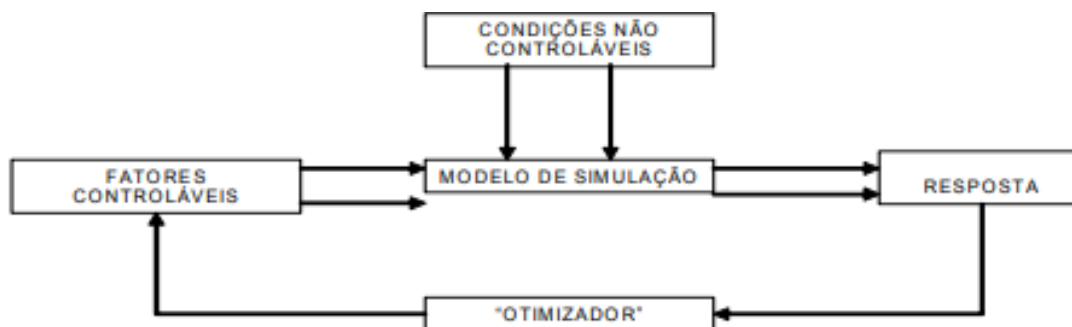 CONDIÇÕES NÃO
CONTROLÁVEIS
FATORES
CONTROLÁVEIS
MODELO DE SIMULAÇÃO
RESPOSTA
"OTIMIZADOR"